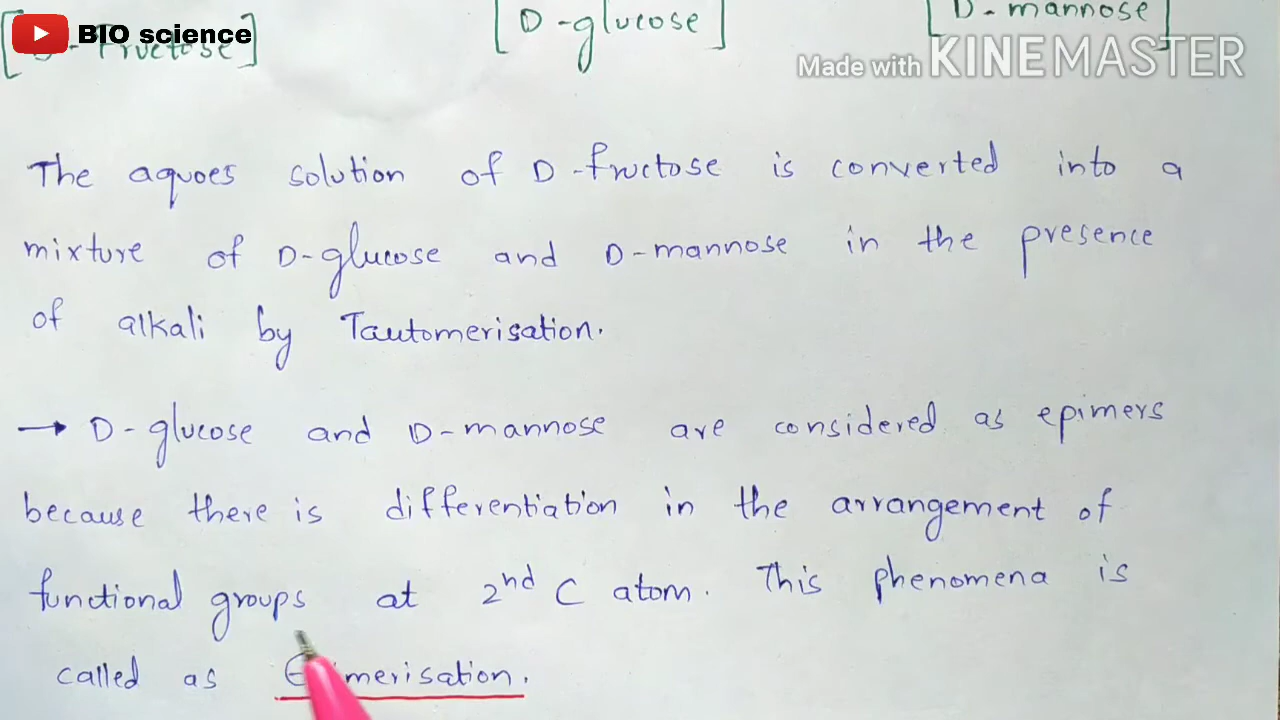 BIO science
[D-Fructose]
[D-glucose]
[D-mannose]
Made with KINEMASTER
The aquoes solution of D-fructose is converted into a
mixture of D-glucose and D-mannose in the presence
of alkali by Tautomerisation.
→ D-glucose and D-mannose are considered as epimers
because there is differentiation in the arrangement of
functional groups at 2nd C atom. This phenomena is
called as Epimerisation.